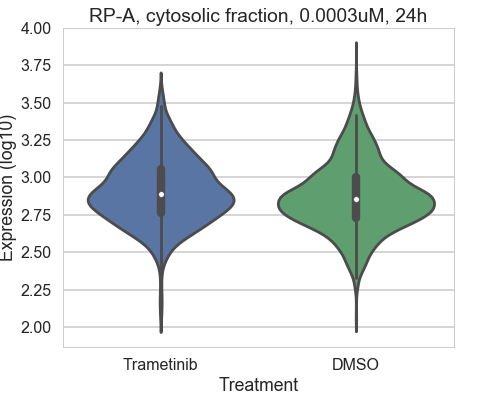 RP-A, cytosolic fraction, 0.0003uM, 24h
Expression (log10)
4.00
3.75
3.50
3.25
3.00
2.75
2.50
2.25
2.00
Trametinib
DMSO
Treatment